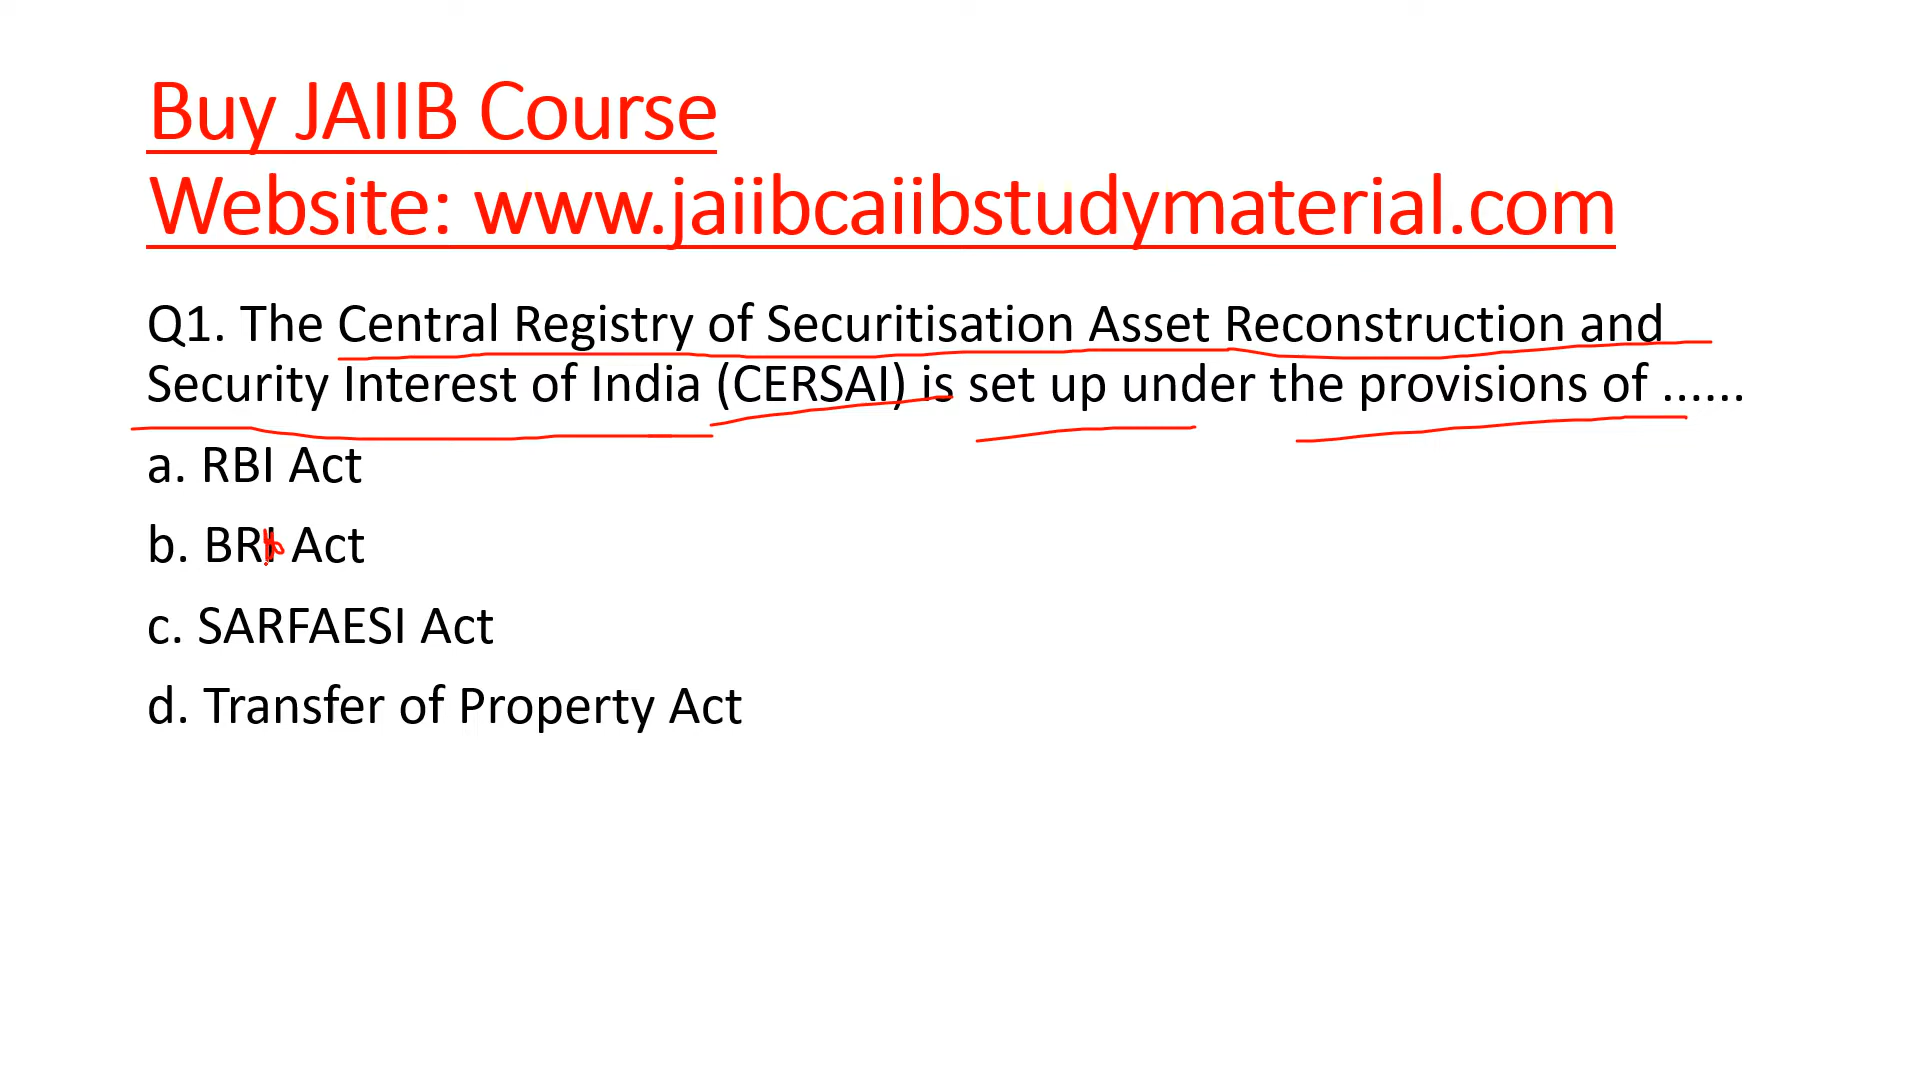 Buy JAIIB Course
Website: www.jaiibcaiibstudymaterial.com
Q1. The Central Registry of Securitisation Asset Reconstruction and
Security Interest of India (CERSAI) is set up under the provisions of ......
a. RBI Act
b. BRI Act
c. SARFAESI Act
d. Transfer of Property Act